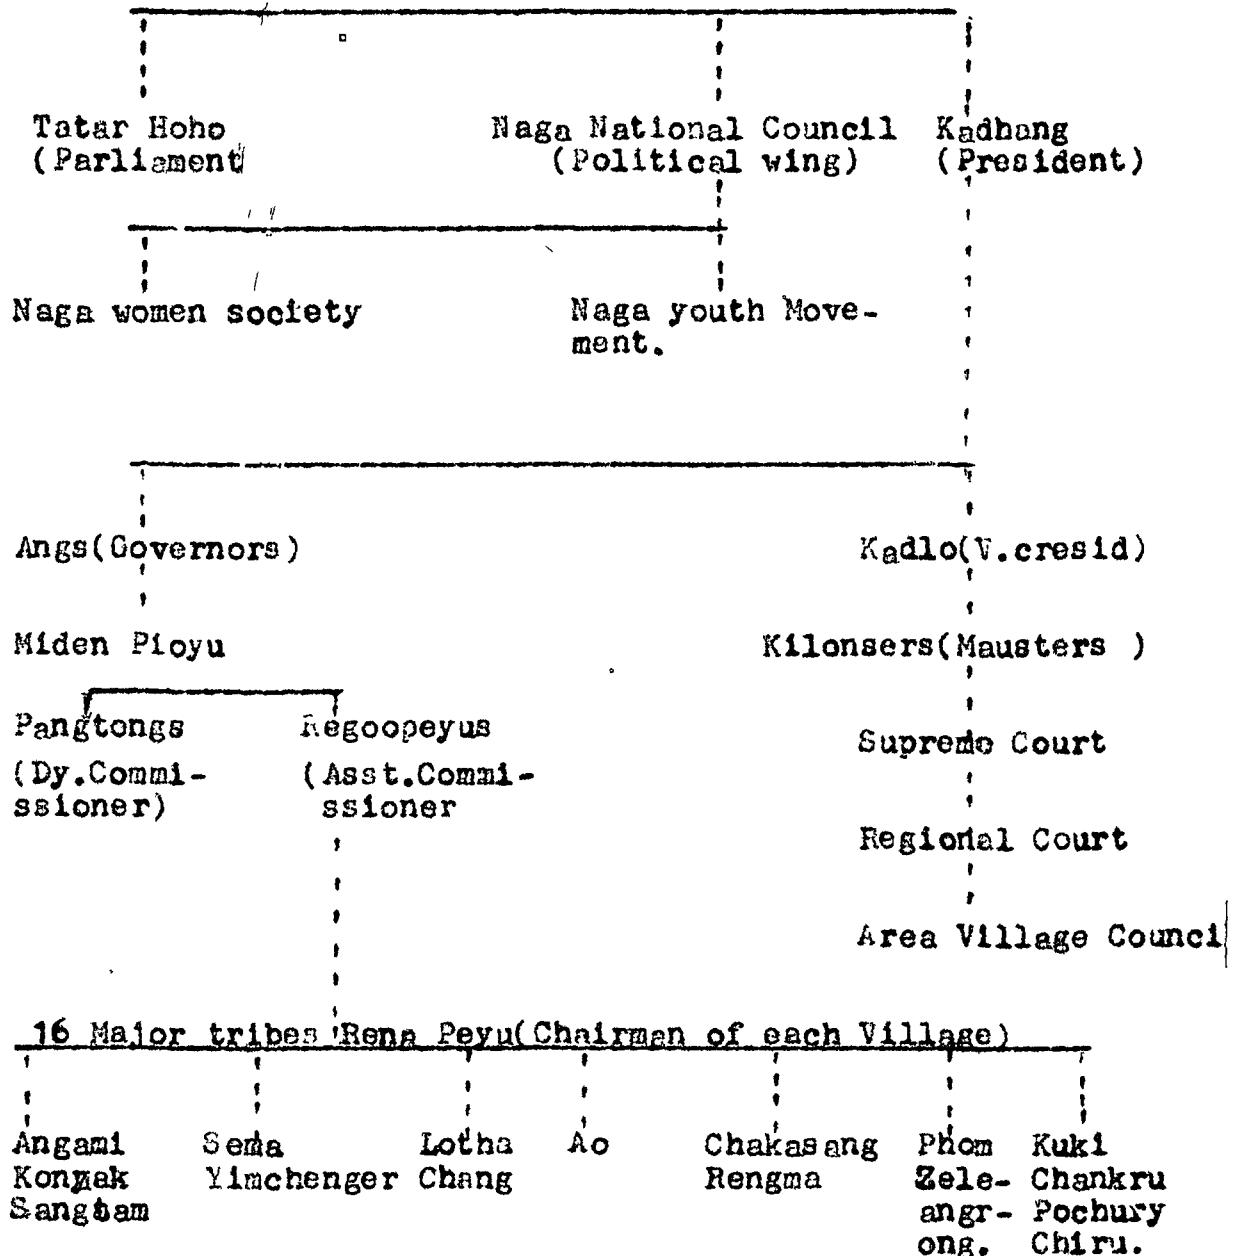 Tatar Hoho Naga National Council Kadhang
(Parliament (Political wing) (President)
Naga women society Naga youth Move-
ment.
Angs(Governors) Kadlo(V.cresid)
Miden Pioyu Kilonsers(Mausters )
Pangtongs Regoopeyus
Supreme Court
(Dy.Commi- (Asst.Commi-
ssioner) ssioner
Regional Court
Area Village Counci
16 Major tribes Rena Peyu(Chairman of each Village)
Angami Sema Lotha Ao Chakasang Phom Kuki
Konyak Yimchenger Chang Rengma Zele- Chankru
Sangtam angr- Pochury
ong. Chiru.